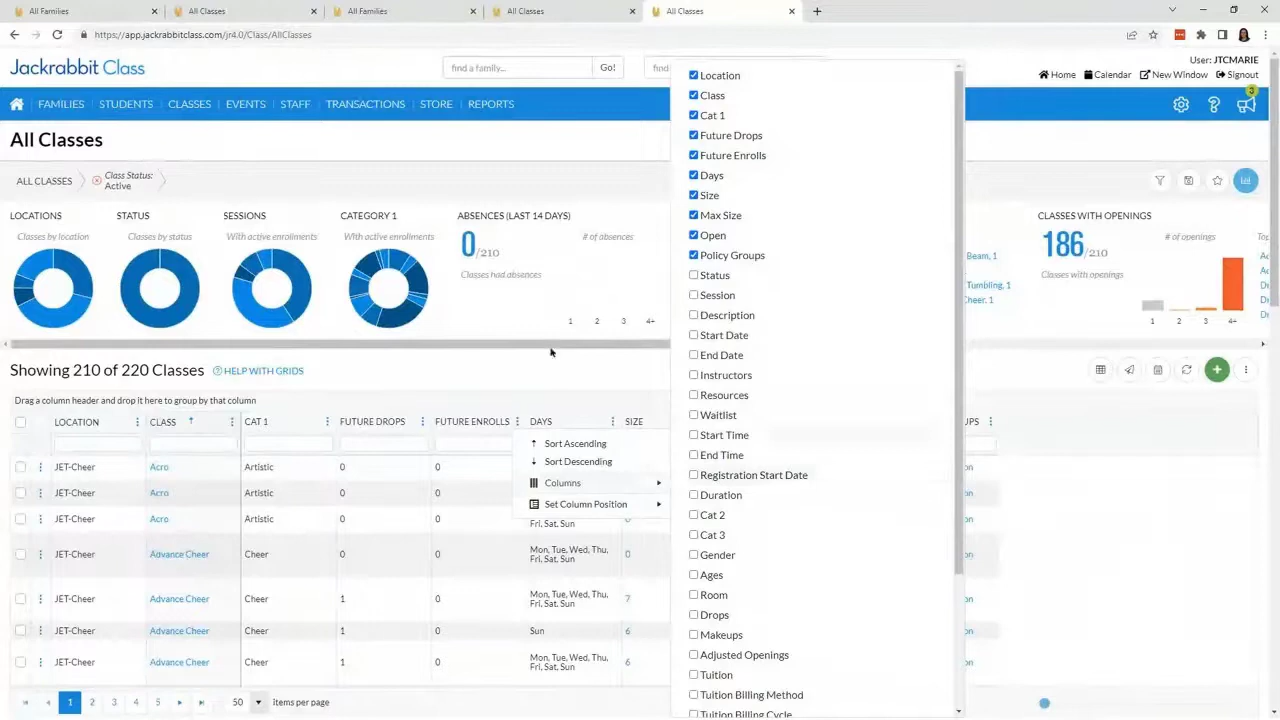 All Families
All Classes
All Families
All Classes
All Classes
https://app.jackrabbitclass.com/jr4.0/Class/AllClasses
User: JTCMARIE
Jackrabbit Class
find a family...
Go!
Home
Calendar
New Window
Signout
3
FAMILIES
STUDENTS
CLASSES
EVENTS
STAFF
TRANSACTIONS
STORE
REPORTS
All Classes
ALL CLASSES
Class Status:
Active
LOCATIONS
Classes by location
STATUS
Classes by status
SESSIONS
With active enrollments
CATEGORY 1
With active enrollments
ABSENCES (LAST 14 DAYS)
0/210
# of absences
Classes had absences
1 2 3 4+
Beam, 1
Tumbling, 1
Cheer, 1
CLASSES WITH OPENINGS
186/210
# of openings
Classes with openings
1 2 3 4+
Showing 210 of 220 Classes
HELP WITH GRIDS
Drag a column header and drop it here to group by that column
LOCATION CLASS CAT 1 FUTURE DROPS FUTURE ENROLLS DAYS SIZE
JET-Cheer Acro Artistic 0
JET-Cheer Acro Artistic 0
JET-Cheer Acro Artistic 0
Fri, Sat, Sun
JET-Cheer Advance Cheer Cheer 0 0 Mon, Tue, Wed, Thu, Fri, Sat, Sun 0
JET-Cheer Advance Cheer Cheer 1 0 Mon, Tue, Wed, Thu, Fri, Sat, Sun 7
JET-Cheer Advance Cheer Cheer 1 0 Sun 6
JET-Cheer Advance Cheer Cheer 1 0 Mon, Tue, Wed, Thu, Fri, Sat, Sun 6
1 2 3 4 5
50 items per page
Sort Ascending
Sort Descending
Columns
Set Column Position
Location
Class
Cat 1
Future Drops
Future Enrolls
Days
Size
Max Size
Open
Policy Groups
Status
Session
Description
Start Date
End Date
Instructors
Resources
Waitlist
Start Time
End Time
Registration Start Date
Duration
Cat 2
Cat 3
Gender
Ages
Room
Drops
Makeups
Adjusted Openings
Tuition
Tuition Billing Method
Tuition Billing Cycle